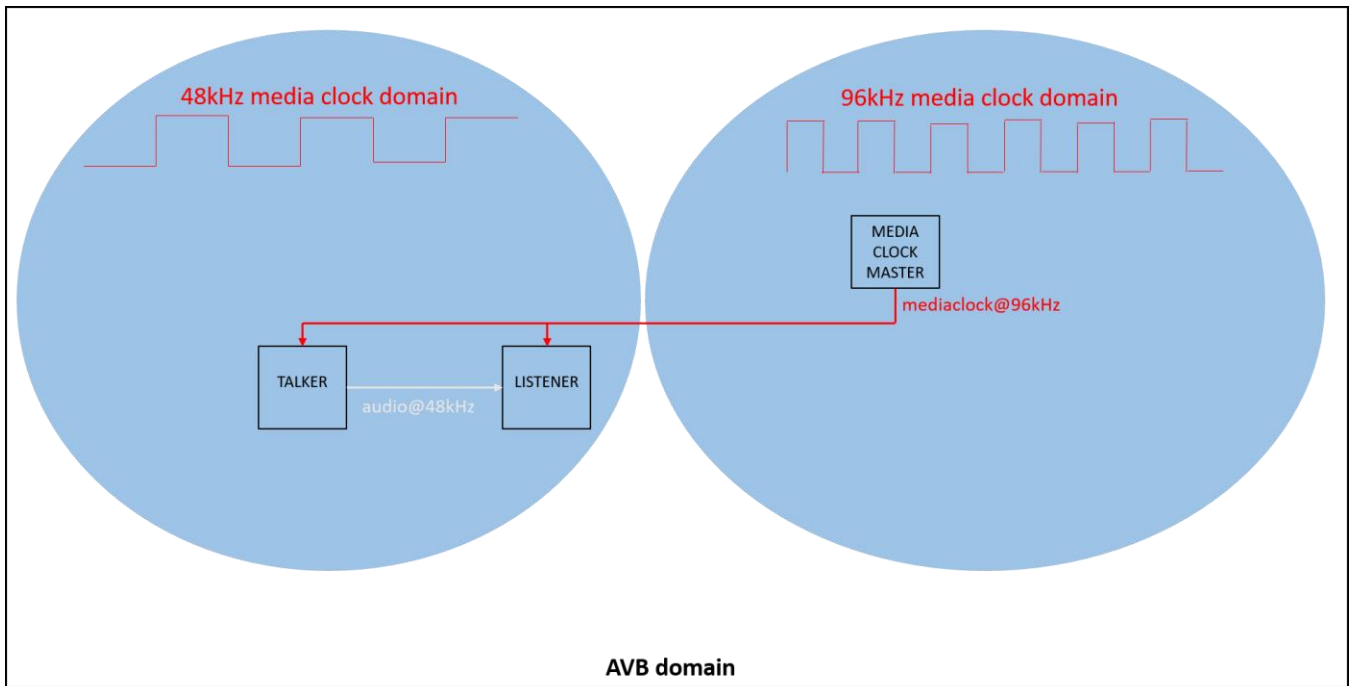 48kHz media clock domain
96kHz media clock domain
MEDIA
CLOCK
MASTER
mediaclock@96kHz
TALKER
LISTENER
audio@48kHz
AVB domain